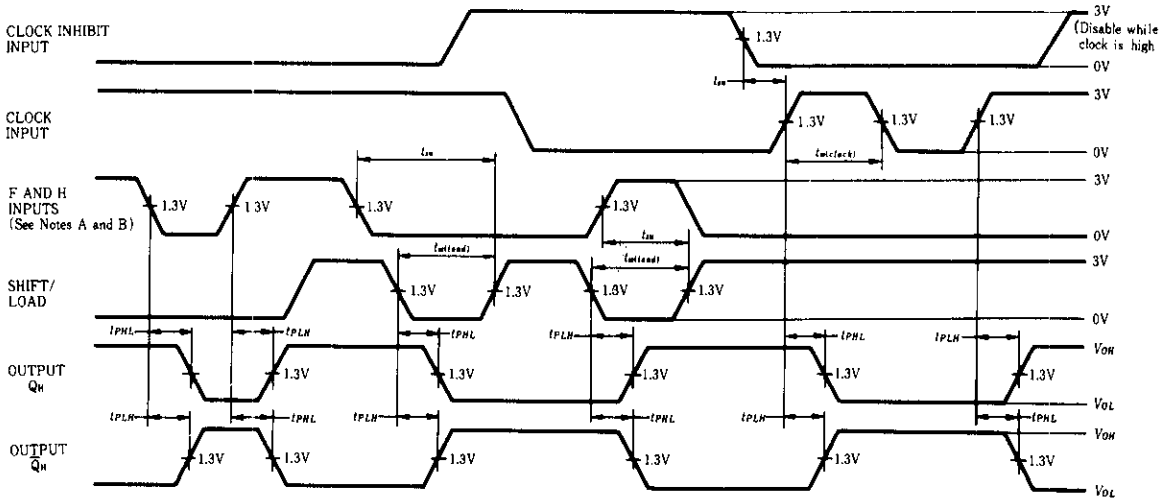 CLOCK INHIBIT
INPUT
1.3V
3V
(Disable while
clock is high
0V
tsu
CLOCK
INPUT
1.3V
1.3V
1.3V
3V
0V
tw(clock)
tsu
F AND H
INPUTS
(See Notes A and B)
1.3V
1.3V
1.3V
1.3V
3V
0V
tsu
tw(load)
tw(load)
SHIFT/
LOAD
1.3V
1.3V
1.3V
1.3V
3V
0V
tPHL
tPLH
tPHL
tPLH
tPHL
tPLH
OUTPUT
QH
1.3V
1.3V
1.3V
1.3V
1.3V
VOH
VOL
tPLH
tPHL
tPLH
tPHL
tPLH
tPHL
OUTPUT
Q̅H
1.3V
1.3V
1.3V
1.3V
1.3V
1.3V
VOH
VOL